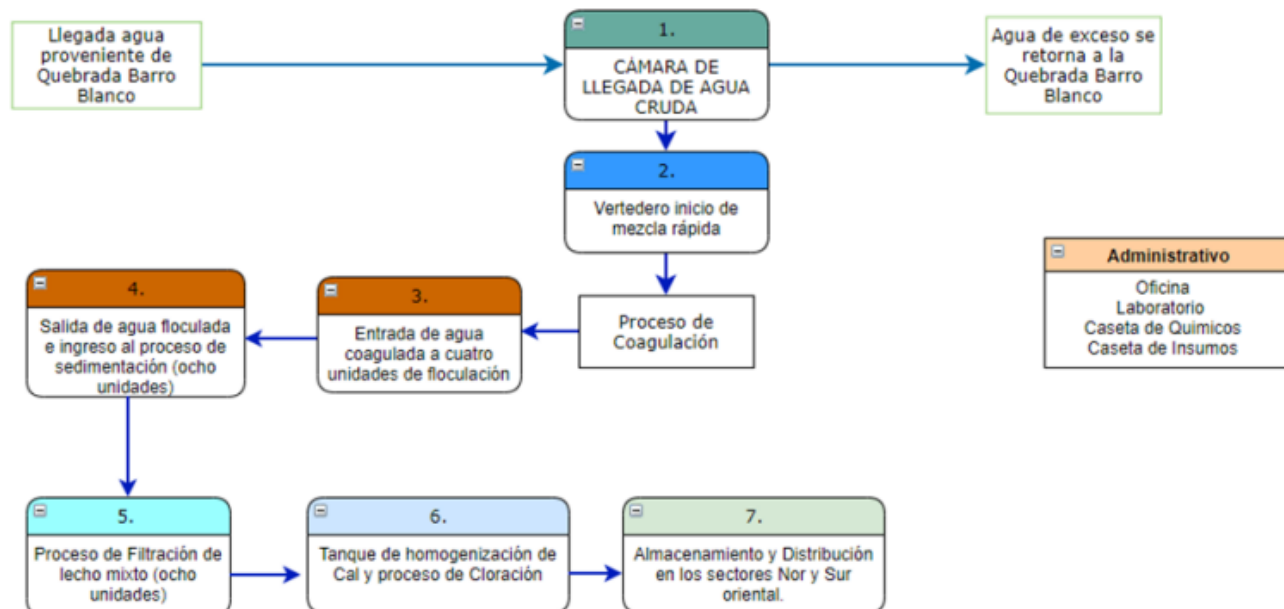 Llegada agua
proveniente de
Quebrada Barro
Blanco
1.
CÁMARA DE
LLEGADA DE AGUA
CRUDA
Agua de exceso se
retorna a la
Quebrada Barro
Blanco
2.
Vertedero inicio de
mezcla rápida
Proceso de
Coagulación
3.
Entrada de agua
coagulada a cuatro
unidades de floculación
4.
Salida de agua floculada
e ingreso al proceso de
sedimentación (ocho
unidades)
Administrativo
Oficina
Laboratorio
Caseta de Quimicos
Caseta de Insumos
5.
Proceso de Filtración de
lecho mixto (ocho
unidades)
6.
Tanque de homogenización de
Cal y proceso de Cloración
7.
Almacenamiento y Distribución
en los sectores Nor y Sur
oriental.